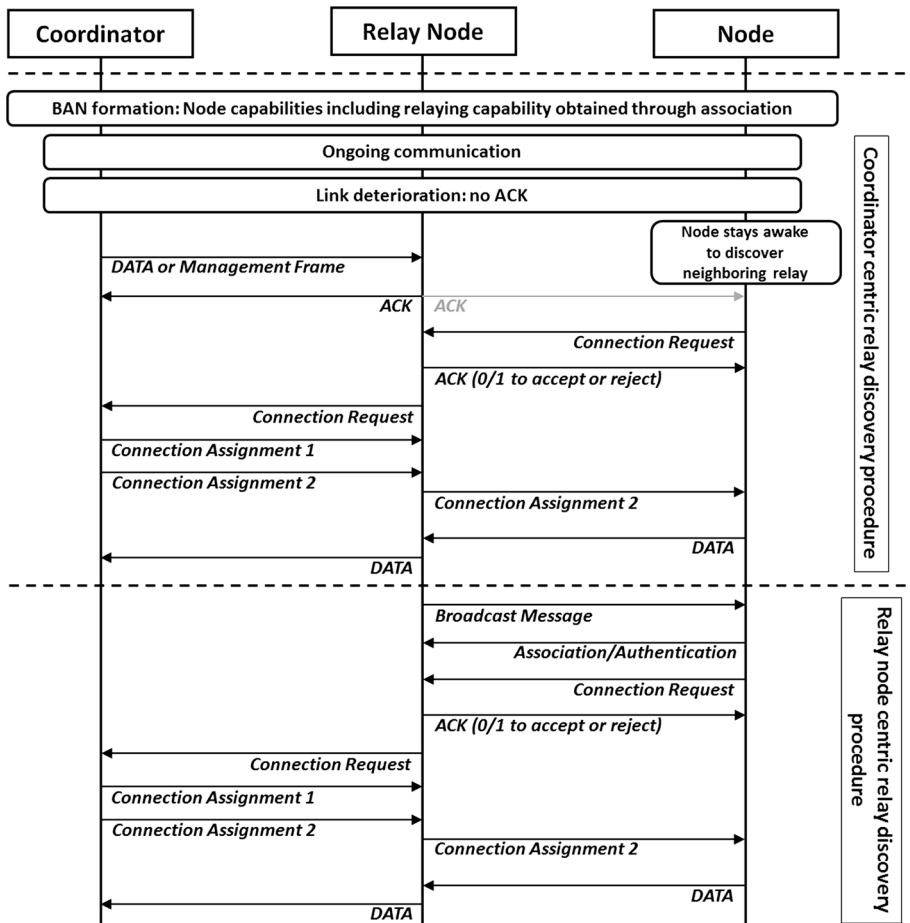 Coordinator
Relay Node
Node
BAN formation: Node capabilities including relaying capability obtained through association
Ongoing communication
Link deterioration: no ACK
Node stays awake
to discover
neighboring relay
DATA or Management Frame
ACK
ACK
Connection Request
ACK (0/1 to accept or reject)
Connection Request
Connection Assignment 1
Connection Assignment 2
Connection Assignment 2
DATA
DATA
Coordinator centric relay discovery procedure
Broadcast Message
Association/Authentication
Connection Request
ACK (0/1 to accept or reject)
Connection Request
Connection Assignment 1
Connection Assignment 2
Connection Assignment 2
DATA
DATA
Relay node centric relay discovery
procedure